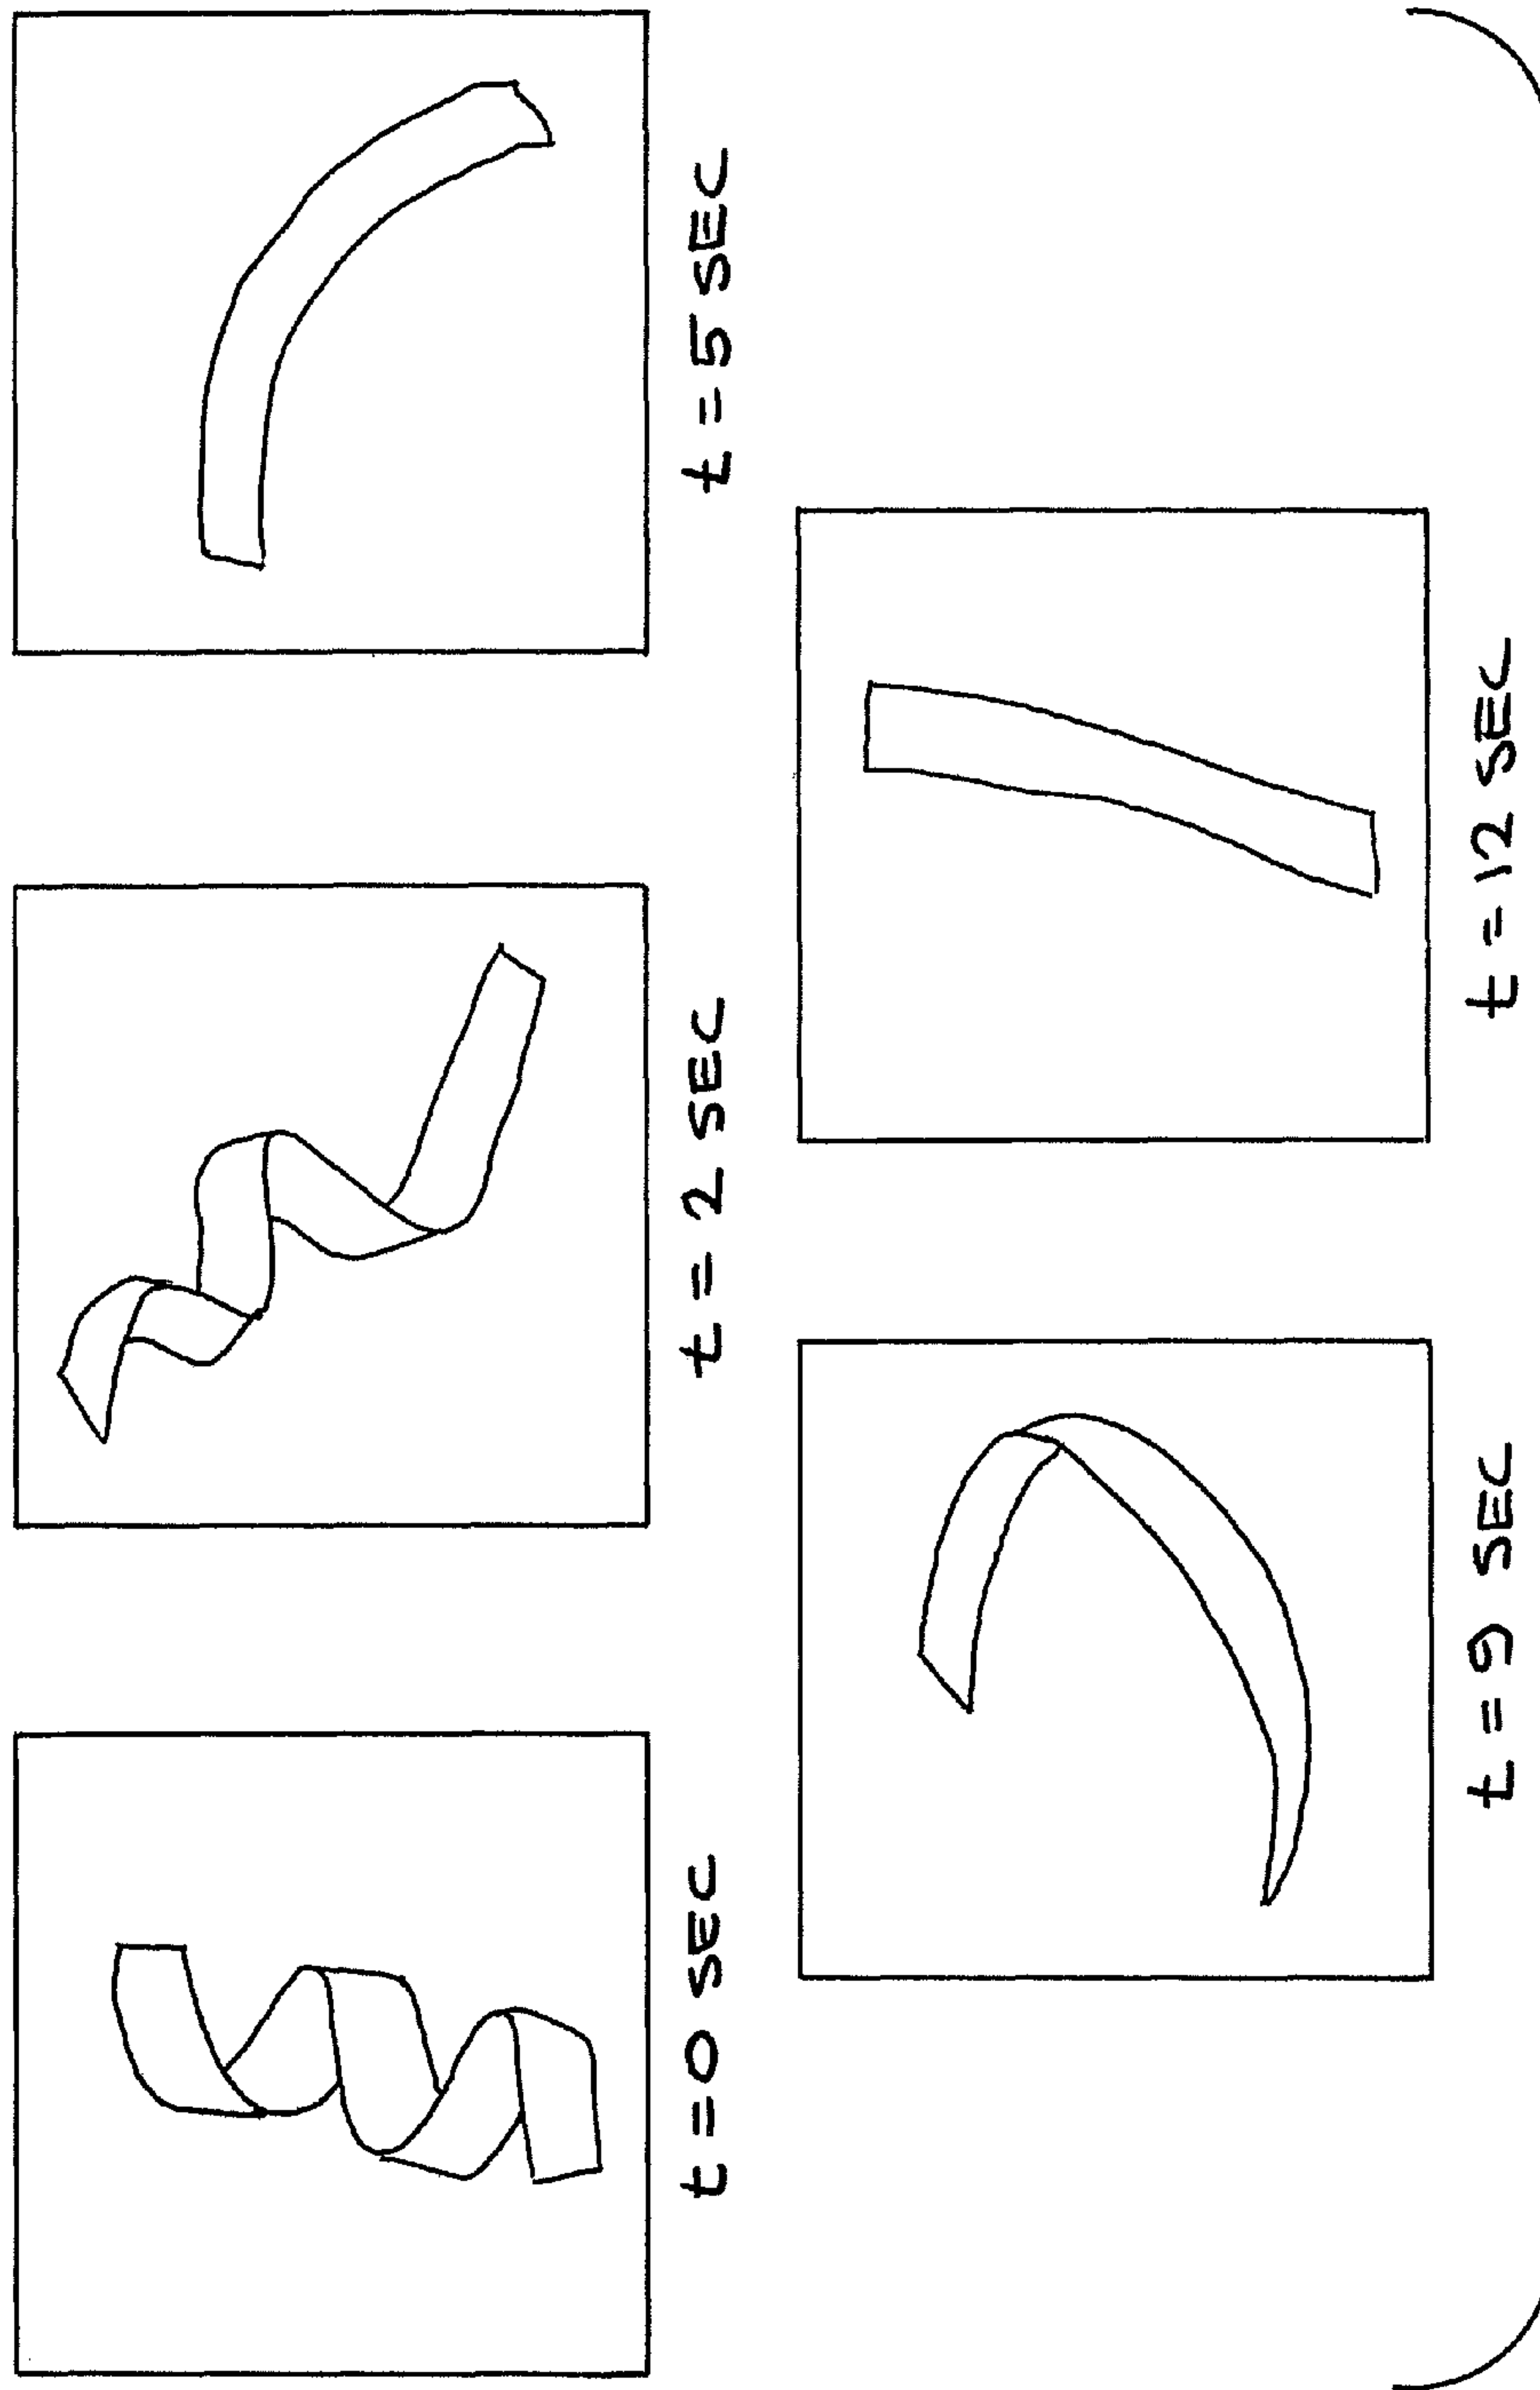 t = 0 SEC
t = 2 SEC
t = 5 SEC
t = 9 SEC
t = 12 SEC